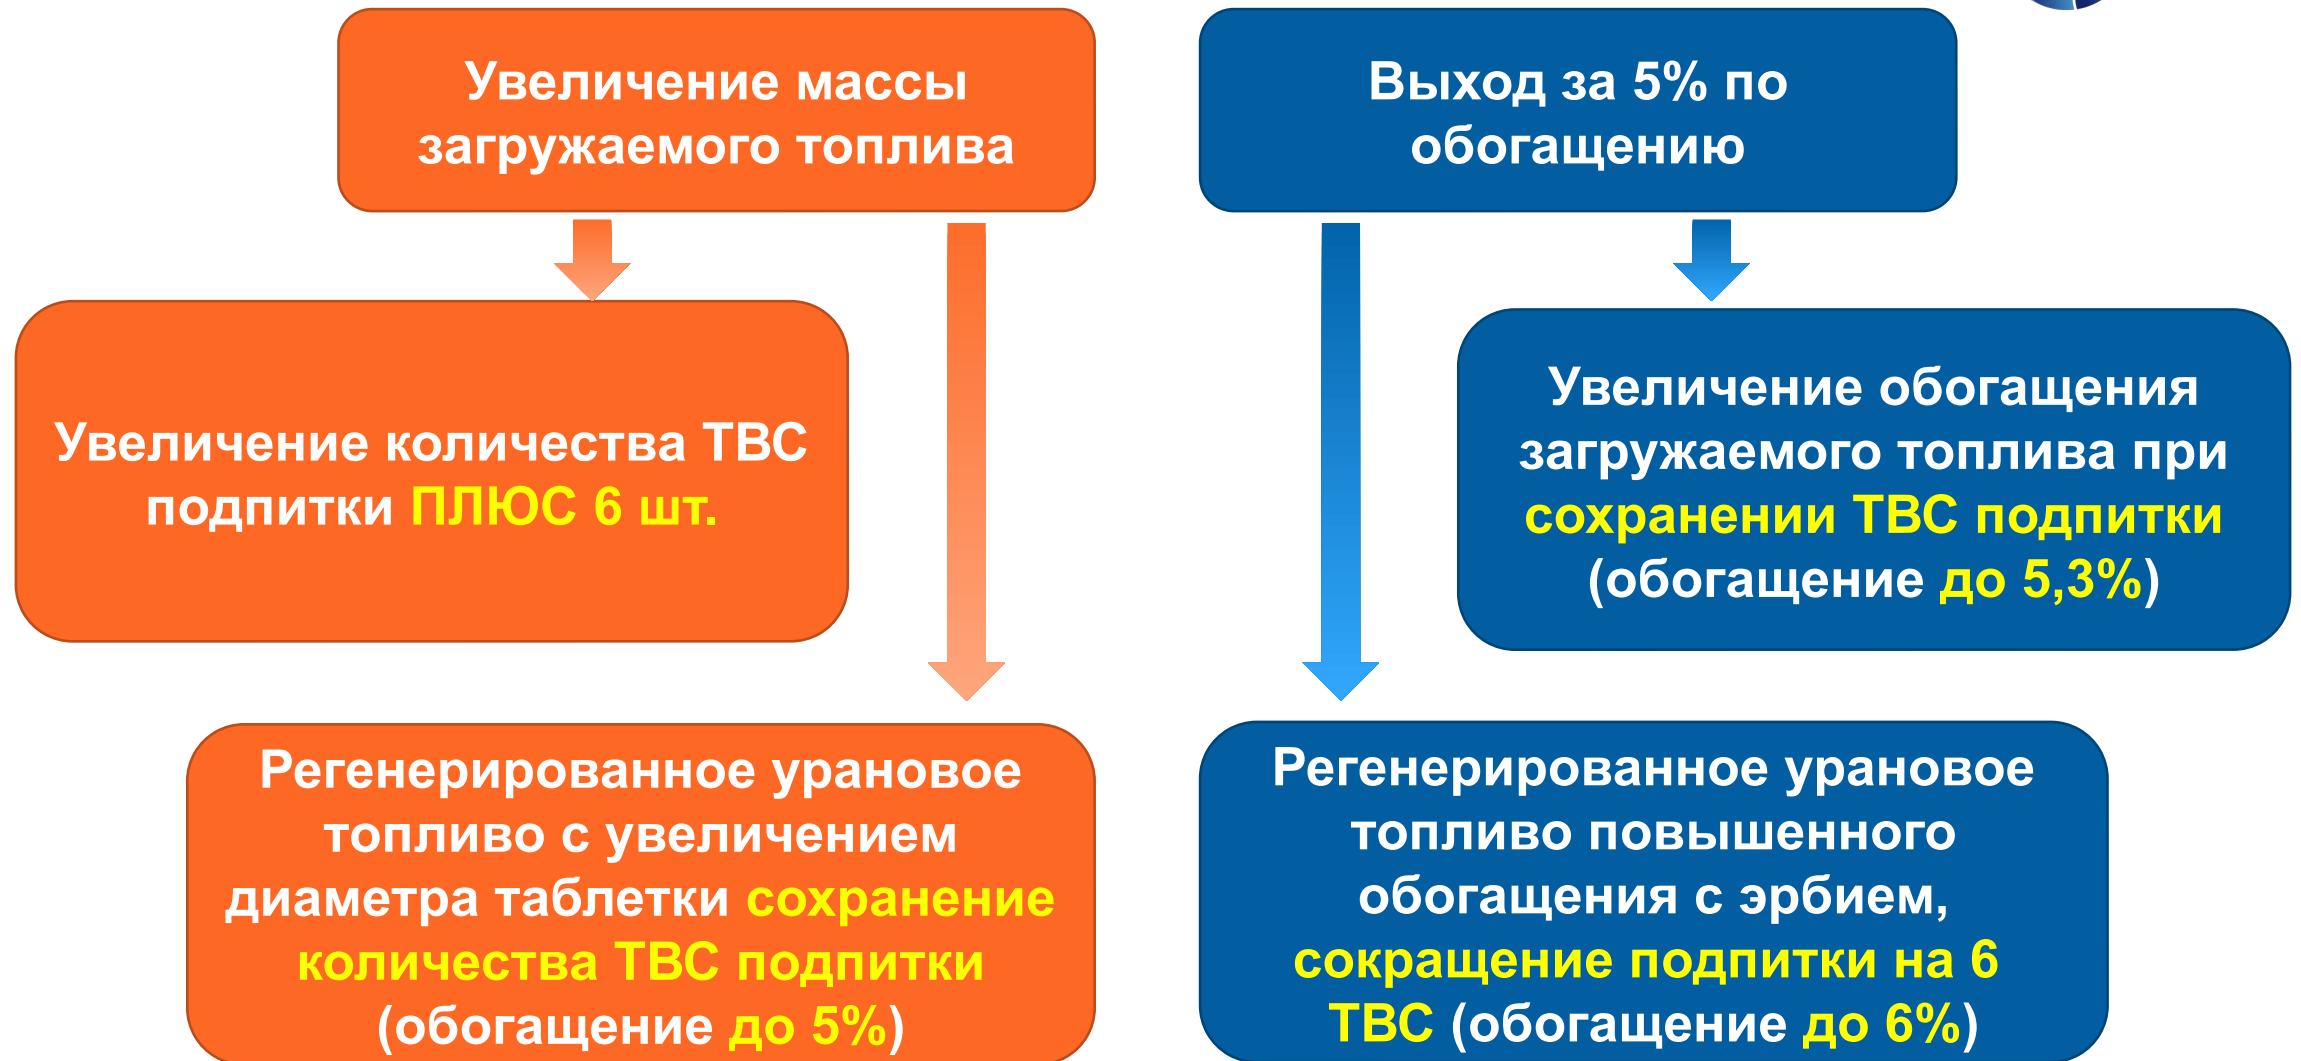 Увеличение массы
загружаемого топлива
Выход за 5% по
обогащению
Увеличение количества ТВС
подпитки ПЛЮС 6 шт.
Увеличение обогащения
загружаемого топлива при
сохранении ТВС подпитки
(обогащение до 5,3%)
Регенерированное урановое
топливо с увеличением
диаметра таблетки сохранение
количества ТВС подпитки
(обогащение до 5%)
Регенерированное урановое
топливо повышенного
обогащения с эрбием,
сокращение подпитки на 6
ТВС (обогащение до 6%)